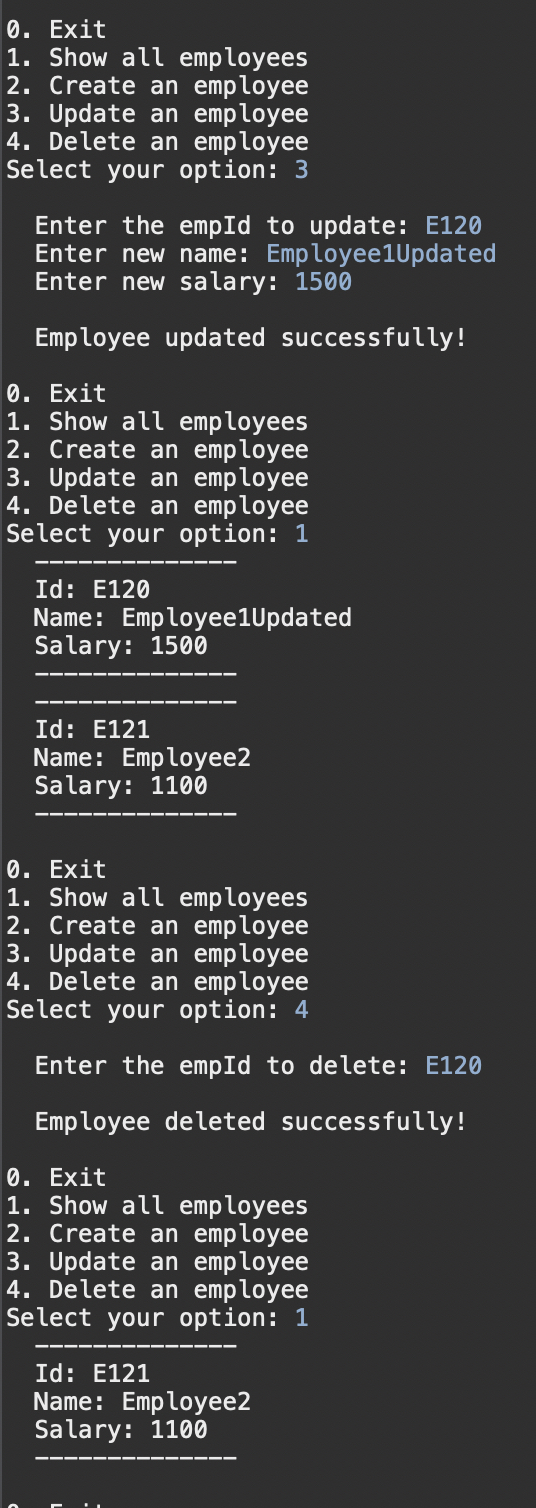 0. Exit
1. Show all employees
2. Create an employee
3. Update an employee
4. Delete an employee
Select your option: 3
Enter the empId to update: E120
Enter new name: Employee1Updated
Enter new salary: 1500
Employee updated successfully!
0. Exit
1. Show all employees
2. Create an employee
3. Update an employee
4. Delete an employee
Select your option: 1
--------------
Id: E120
Name: Employee1Updated
Salary: 1500
--------------
--------------
Id: E121
Name: Employee2
Salary: 1100
--------------
0. Exit
1. Show all employees
2. Create an employee
3. Update an employee
4. Delete an employee
Select your option: 4
Enter the empId to delete: E120
Employee deleted successfully!
0. Exit
1. Show all employees
2. Create an employee
3. Update an employee
4. Delete an employee
Select your option: 1
--------------
Id: E121
Name: Employee2
Salary: 1100
--------------